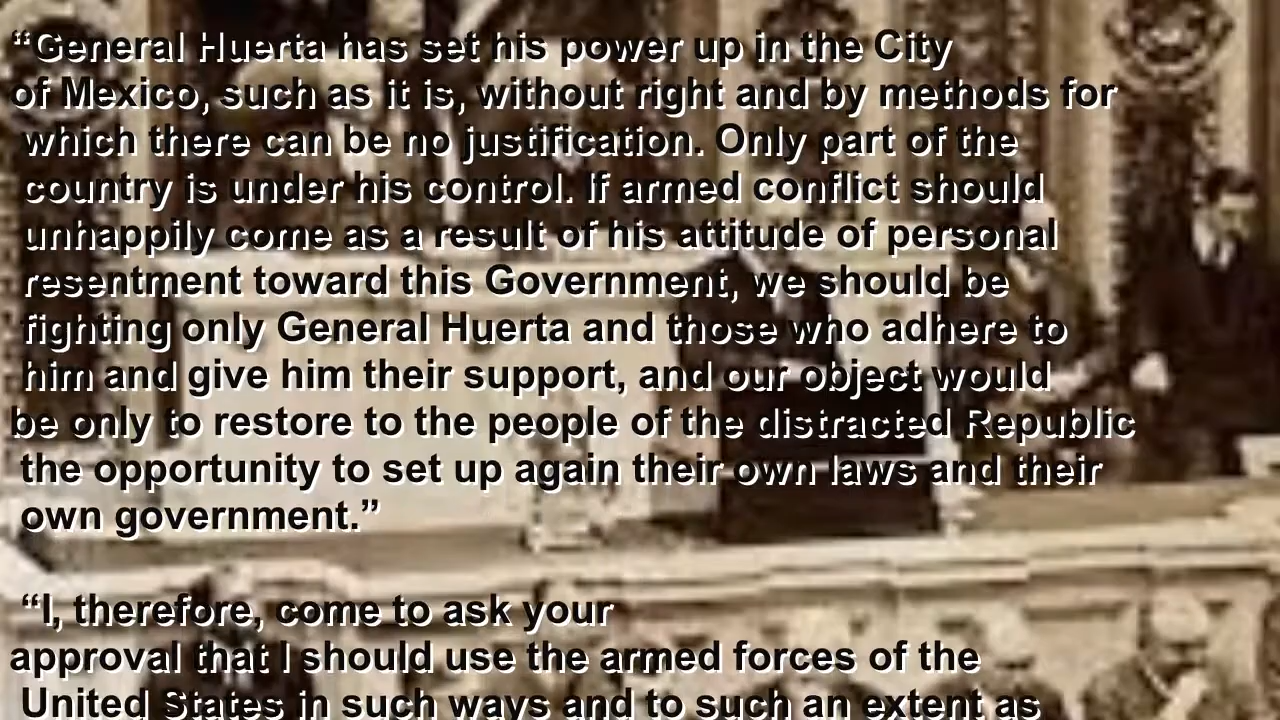 “General Huerta has set his power up in the City
of Mexico, such as it is, without right and by methods for
which there can be no justification. Only part of the
country is under his control. If armed conflict should
unhappily come as a result of his attitude of personal
resentment toward this Government, we should be
fighting only General Huerta and those who adhere to
him and give him their support, and our object would
be only to restore to the people of the distracted Republic
the opportunity to set up again their own laws and their
own government.”
“I, therefore, come to ask your
approval that I should use the armed forces of the
United States in such ways and to such an extent as